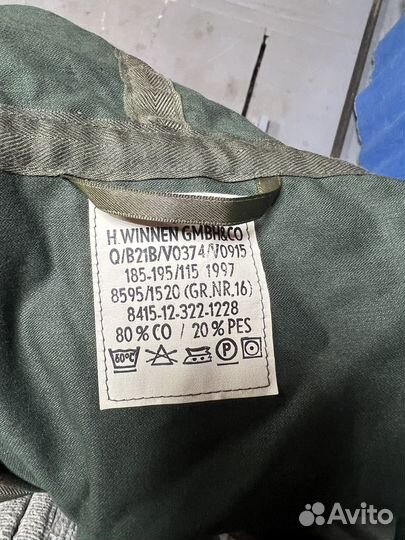 H. WINNEN GMBH&CO
Q/B21B/V0374/V0915
185-195/115 1997
8595/1520 (GR.NR.16)
8415-12-322-1228
80% CO / 20% PES
60°C P
Avito